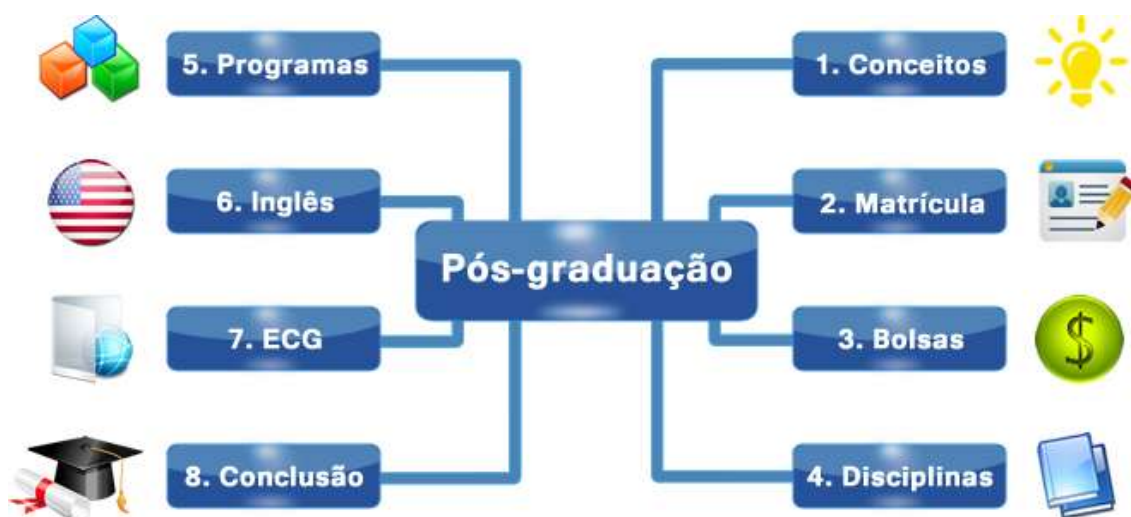 5. Programas
1. Conceitos
6. Inglês
2. Matrícula
Pós-graduação
7. ECG
3. Bolsas
8. Conclusão
4. Disciplinas
$